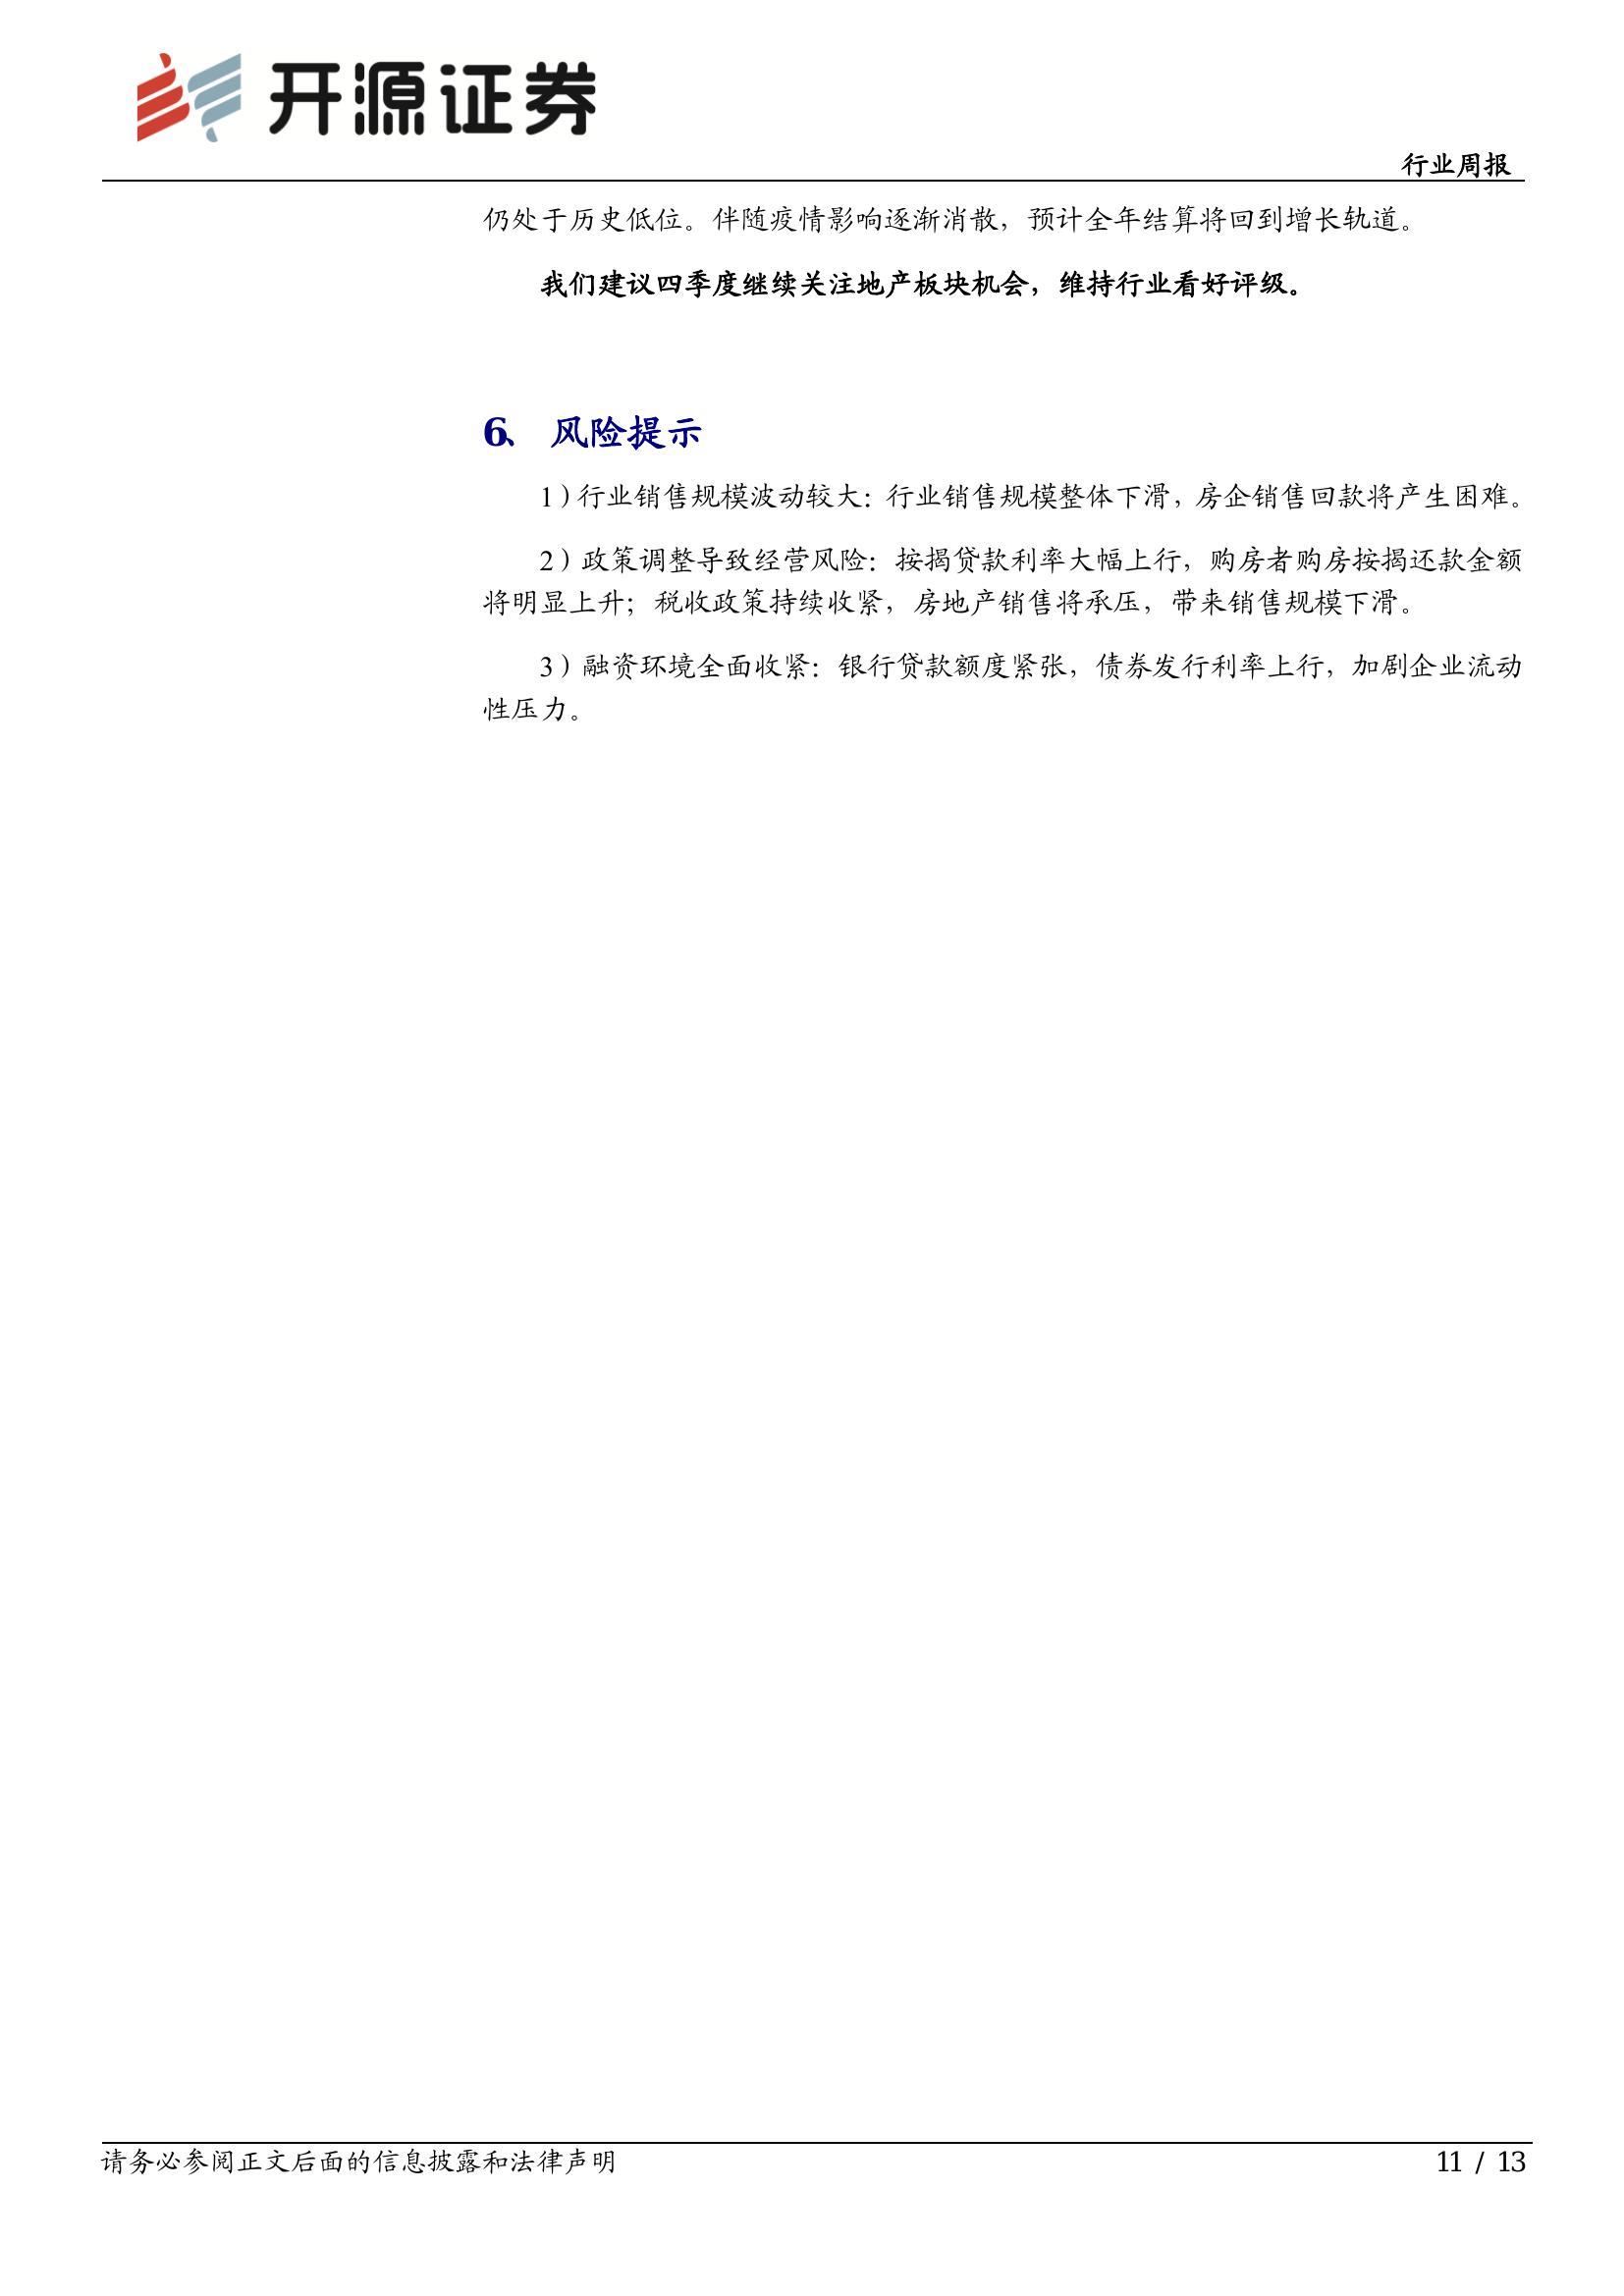 开源证券
行业周报
仍处于历史低位。伴随疫情影响逐渐消散，预计全年结算将回到增长轨道。
我们建议四季度继续关注地产板块机会，维持行业看好评级。
6、 风险提示
1）行业销售规模波动较大：行业销售规模整体下滑，房企销售回款将产生困难。
2）政策调整导致经营风险：按揭贷款利率大幅上行，购房者购房按揭还款金额
将明显上升；税收政策持续收紧，房地产销售将承压，带来销售规模下滑。
3）融资环境全面收紧：银行贷款额度紧张，债券发行利率上行，加剧企业流动
性压力。
请务必参阅正文后面的信息披露和法律声明
11 / 13